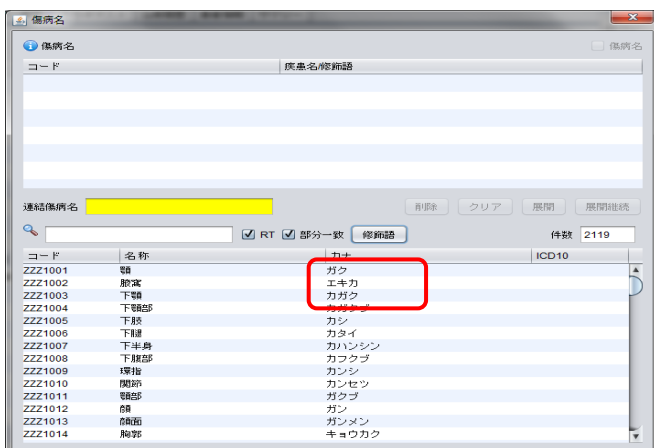 傷病名
傷病名
傷病名
コード 疾患名/修飾語
連結傷病名 削除 クリア 展開 展開継続
RT 部分一致 修飾語 件数 2119
コード 名称 カナ ICD10
ZZZ1001 顎 ガク
ZZZ1002 腋窩 エキカ
ZZZ1003 下顎 カガク
ZZZ1004 下顎部 カガクブ
ZZZ1005 下肢 カシ
ZZZ1006 下腿 カタイ
ZZZ1007 下半身 カハンシン
ZZZ1008 下腹部 カフクブ
ZZZ1009 環指 カンシ
ZZZ1010 関節 カンセツ
ZZZ1011 顎部 ガクブ
ZZZ1012 顔 ガン
ZZZ1013 顔面 ガンメン
ZZZ1014 胸郭 キョウカク